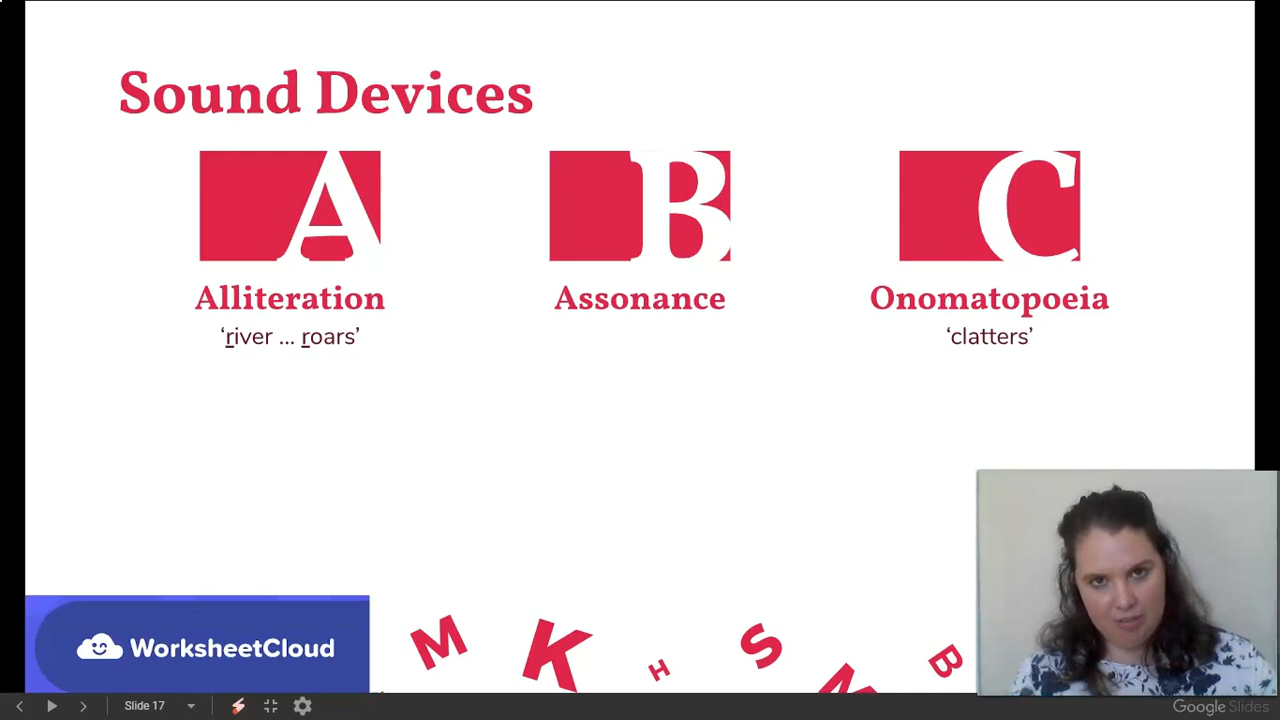 Sound Devices
A
B
C
Alliteration
Assonance
Onomatopoeia
‘river ... roars’
‘clatters’
WorksheetCloud
M
K
H
S
M
B
Slide 17
Google Slides